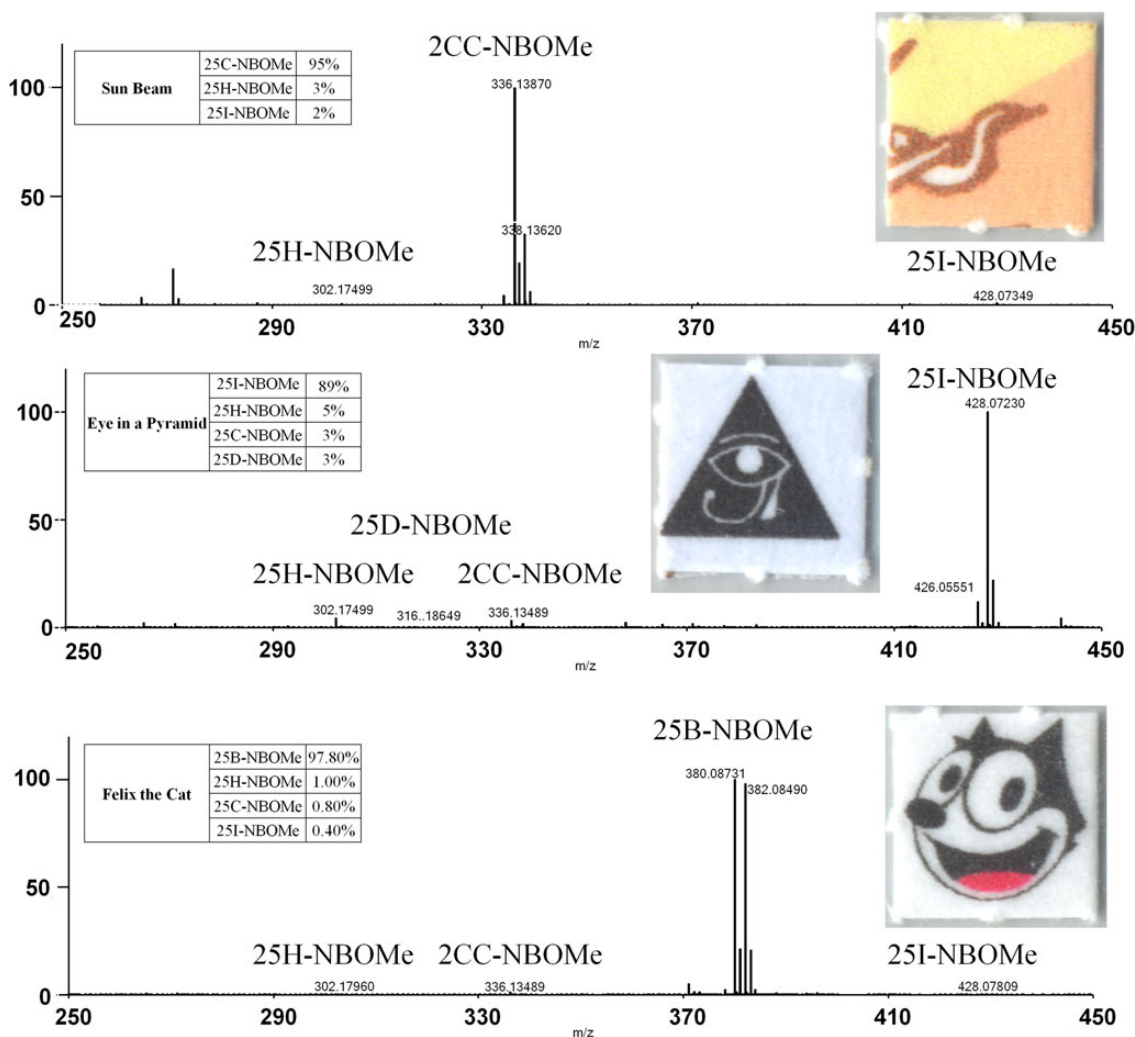 2CC-NBOMe
Sun Beam
25C-NBOMe 95%
25H-NBOMe 3%
25I-NBOMe 2%
100
336.13870
50
338.13620
25H-NBOMe
302.17499
25I-NBOMe
428.07349
0
250 290 330 370 410 450
m/z
Eye in a Pyramid
25I-NBOMe 89%
25H-NBOMe 5%
25C-NBOMe 3%
25D-NBOMe 3%
25I-NBOMe
428.07230
100
50
25D-NBOMe
25H-NBOMe 2CC-NBOMe
302.17499 316..18649 336.13489
426.05551
0
250 290 330 370 410 450
m/z
25B-NBOMe
Felix the Cat
25B-NBOMe 97.80%
25H-NBOMe 1.00%
25C-NBOMe 0.80%
25I-NBOMe 0.40%
100
380.08731
382.08490
50
25H-NBOMe 2CC-NBOMe 25I-NBOMe
302.17960 336.13489 428.07809
0
250 290 330 370 410 450
m/z